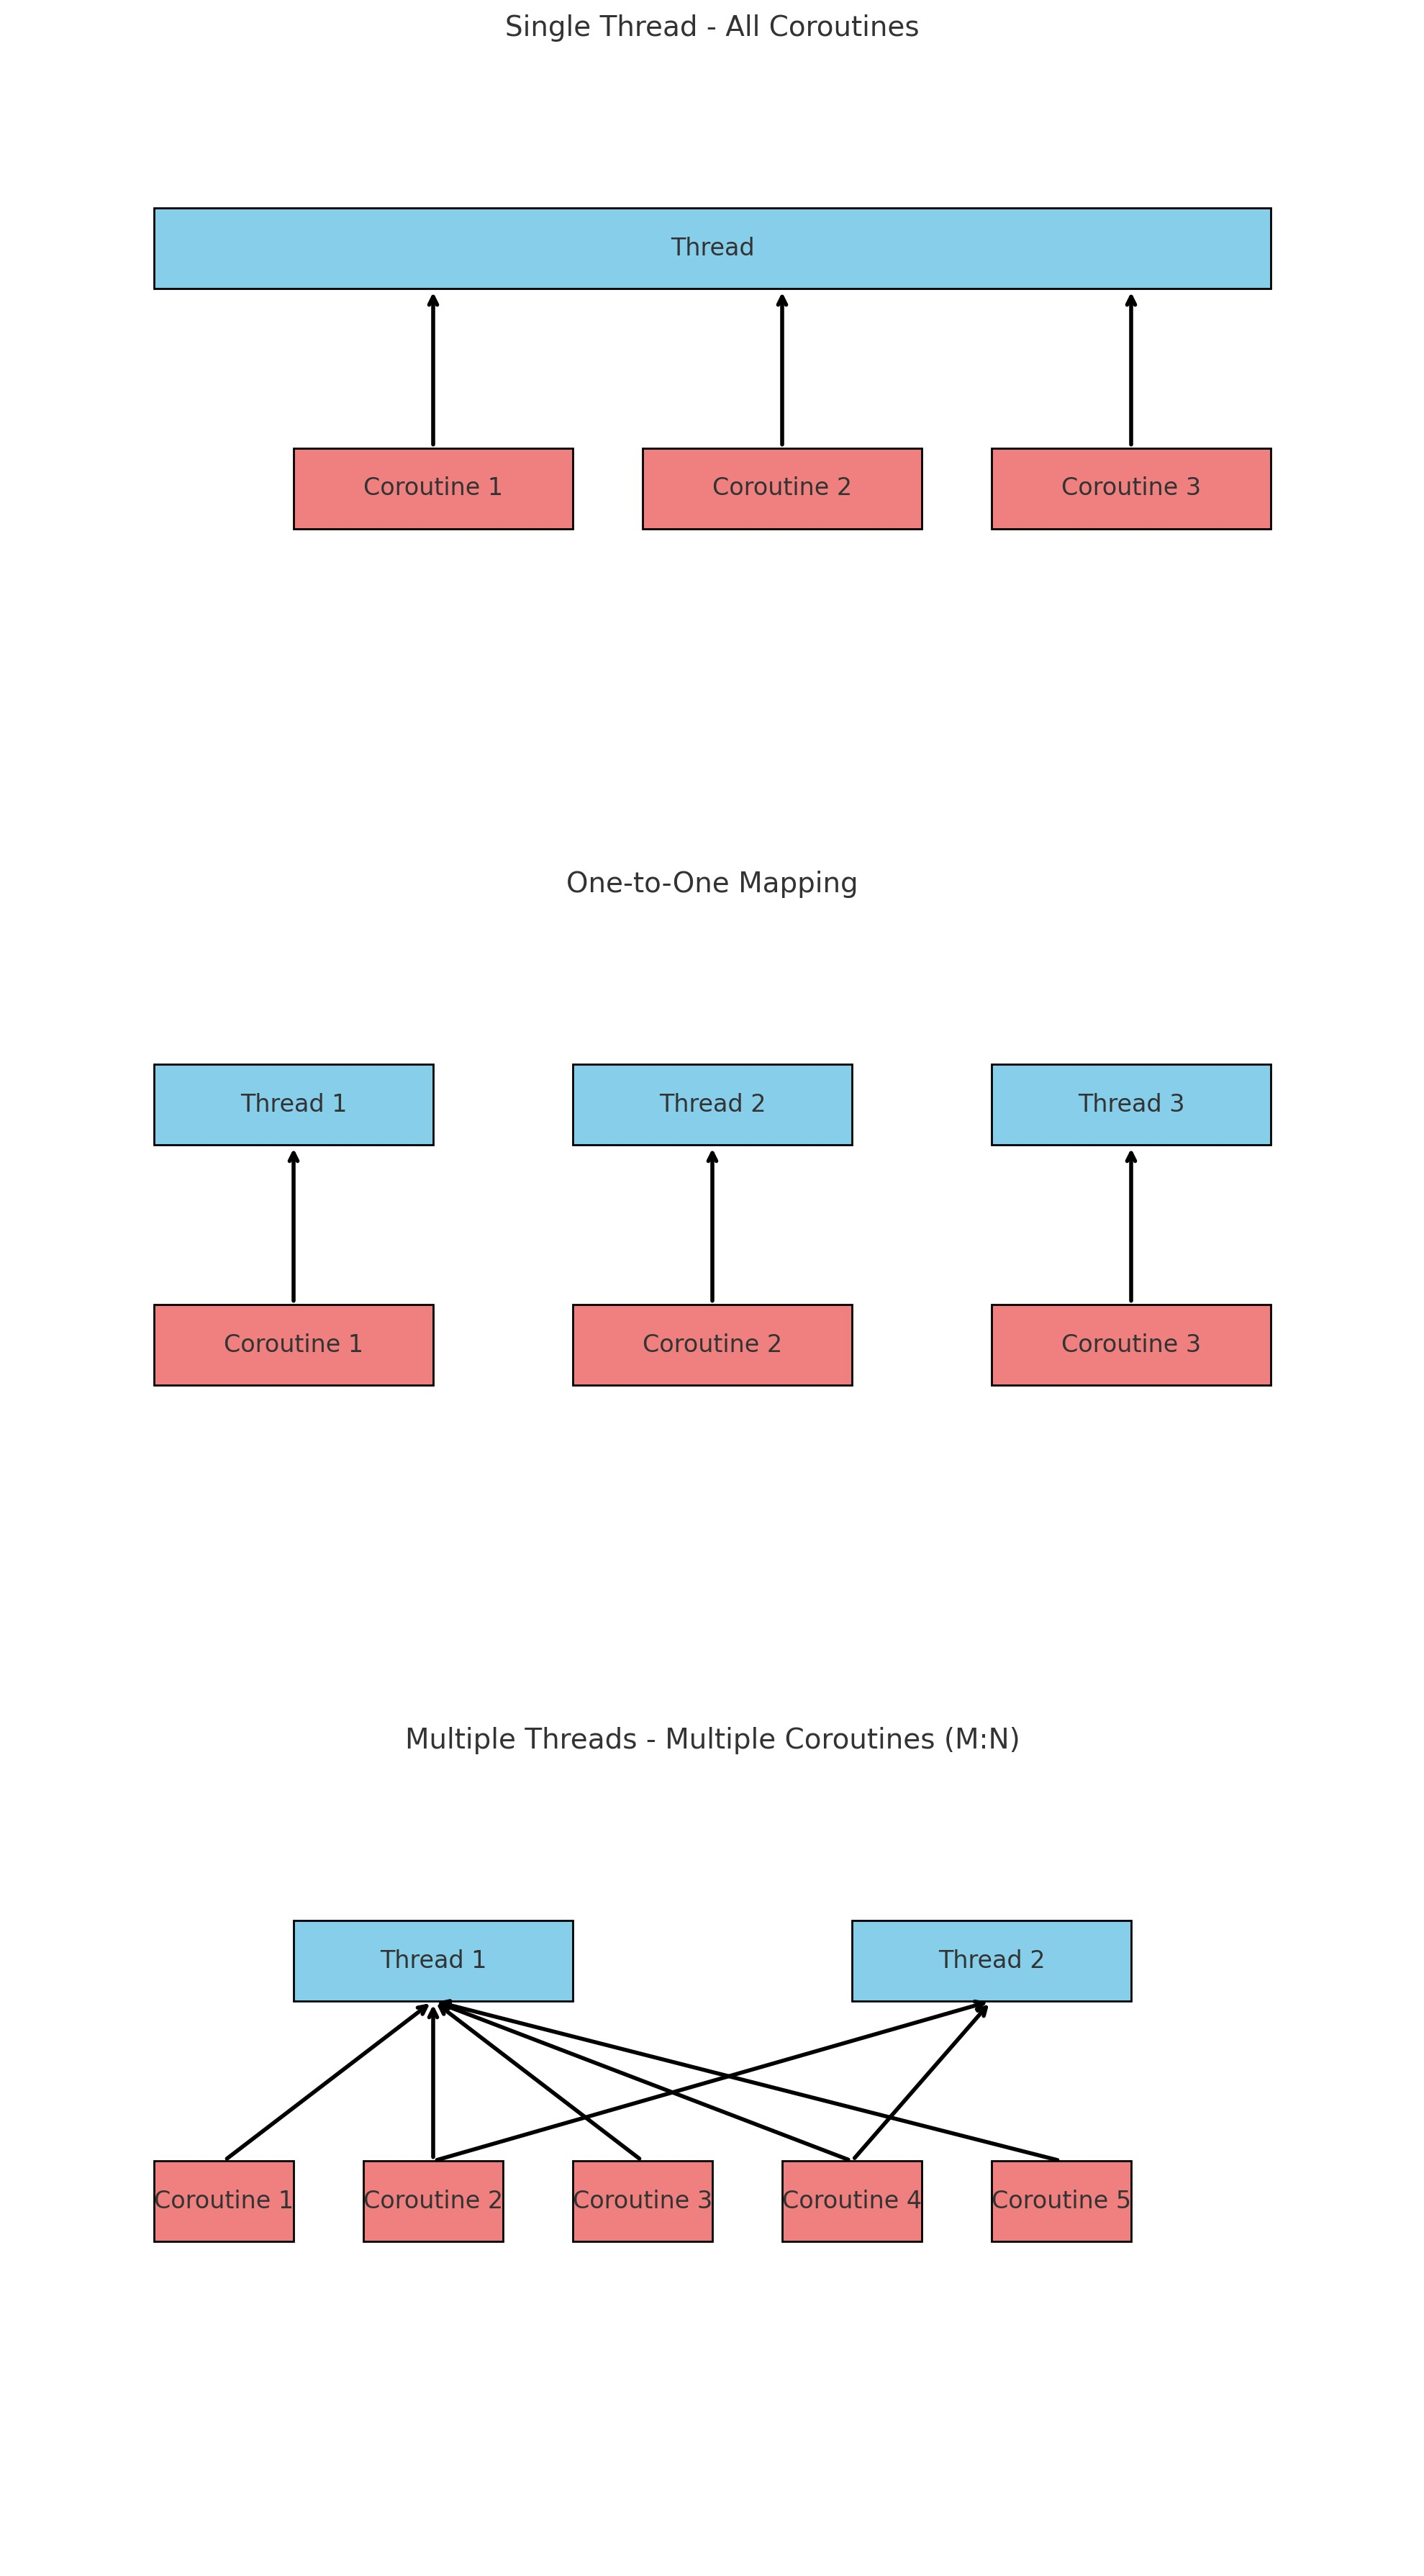 Single Thread - All Coroutines
Thread
Coroutine 1
Coroutine 2
Coroutine 3
One-to-One Mapping
Thread 1
Thread 2
Thread 3
Coroutine 1
Coroutine 2
Coroutine 3
Multiple Threads - Multiple Coroutines (M:N)
Thread 1
Thread 2
Coroutine 1
Coroutine 2
Coroutine 3
Coroutine 4
Coroutine 5